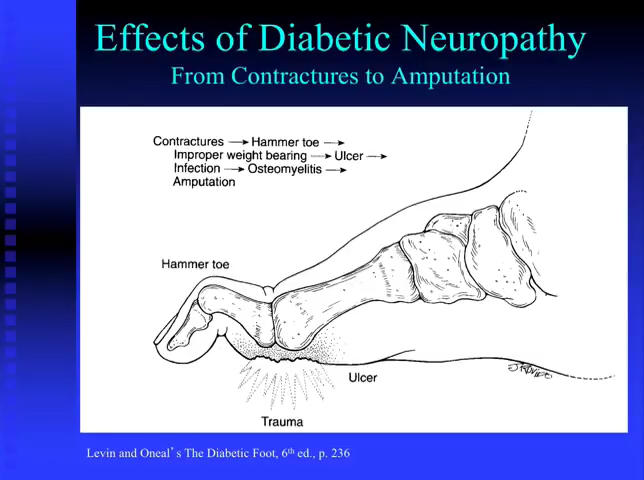 Effects of Diabetic Neuropathy
From Contractures to Amputation
Contractures → Hammer toe →
Improper weight bearing → Ulcer →
Infection → Osteomyelitis →
Amputation
Hammer toe
Ulcer
Trauma
Levin and Oneal's The Diabetic Foot, 6th ed., p. 236